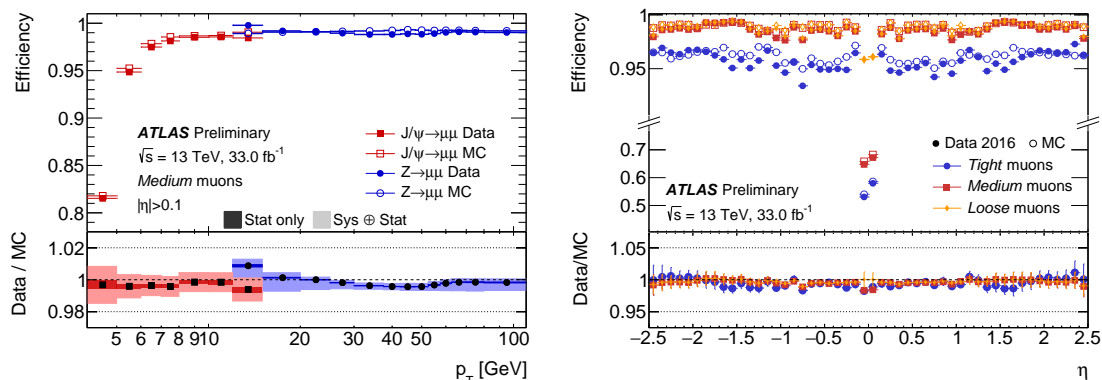 Efficiency
1
0.95
0.9
0.85
0.8
ATLAS Preliminary
√s = 13 TeV, 33.0 fb⁻¹
Medium muons
|η|>0.1
J/ψ→μμ Data
J/ψ→μμ MC
Z→μμ Data
Z→μμ MC
Stat only
Sys ⊕ Stat
Data / MC
1.02
1
0.98
5 6 7 8 9 10 20 30 40 50 100
p_T [GeV]
Efficiency
1
0.95
0.7
0.6
0.5
Data 2016 MC
Tight muons
Medium muons
Loose muons
ATLAS Preliminary
√s = 13 TeV, 33.0 fb⁻¹
Data/MC
1.05
1
0.95
−2.5 −2 −1.5 −1 −0.5 0 0.5 1 1.5 2 2.5
η